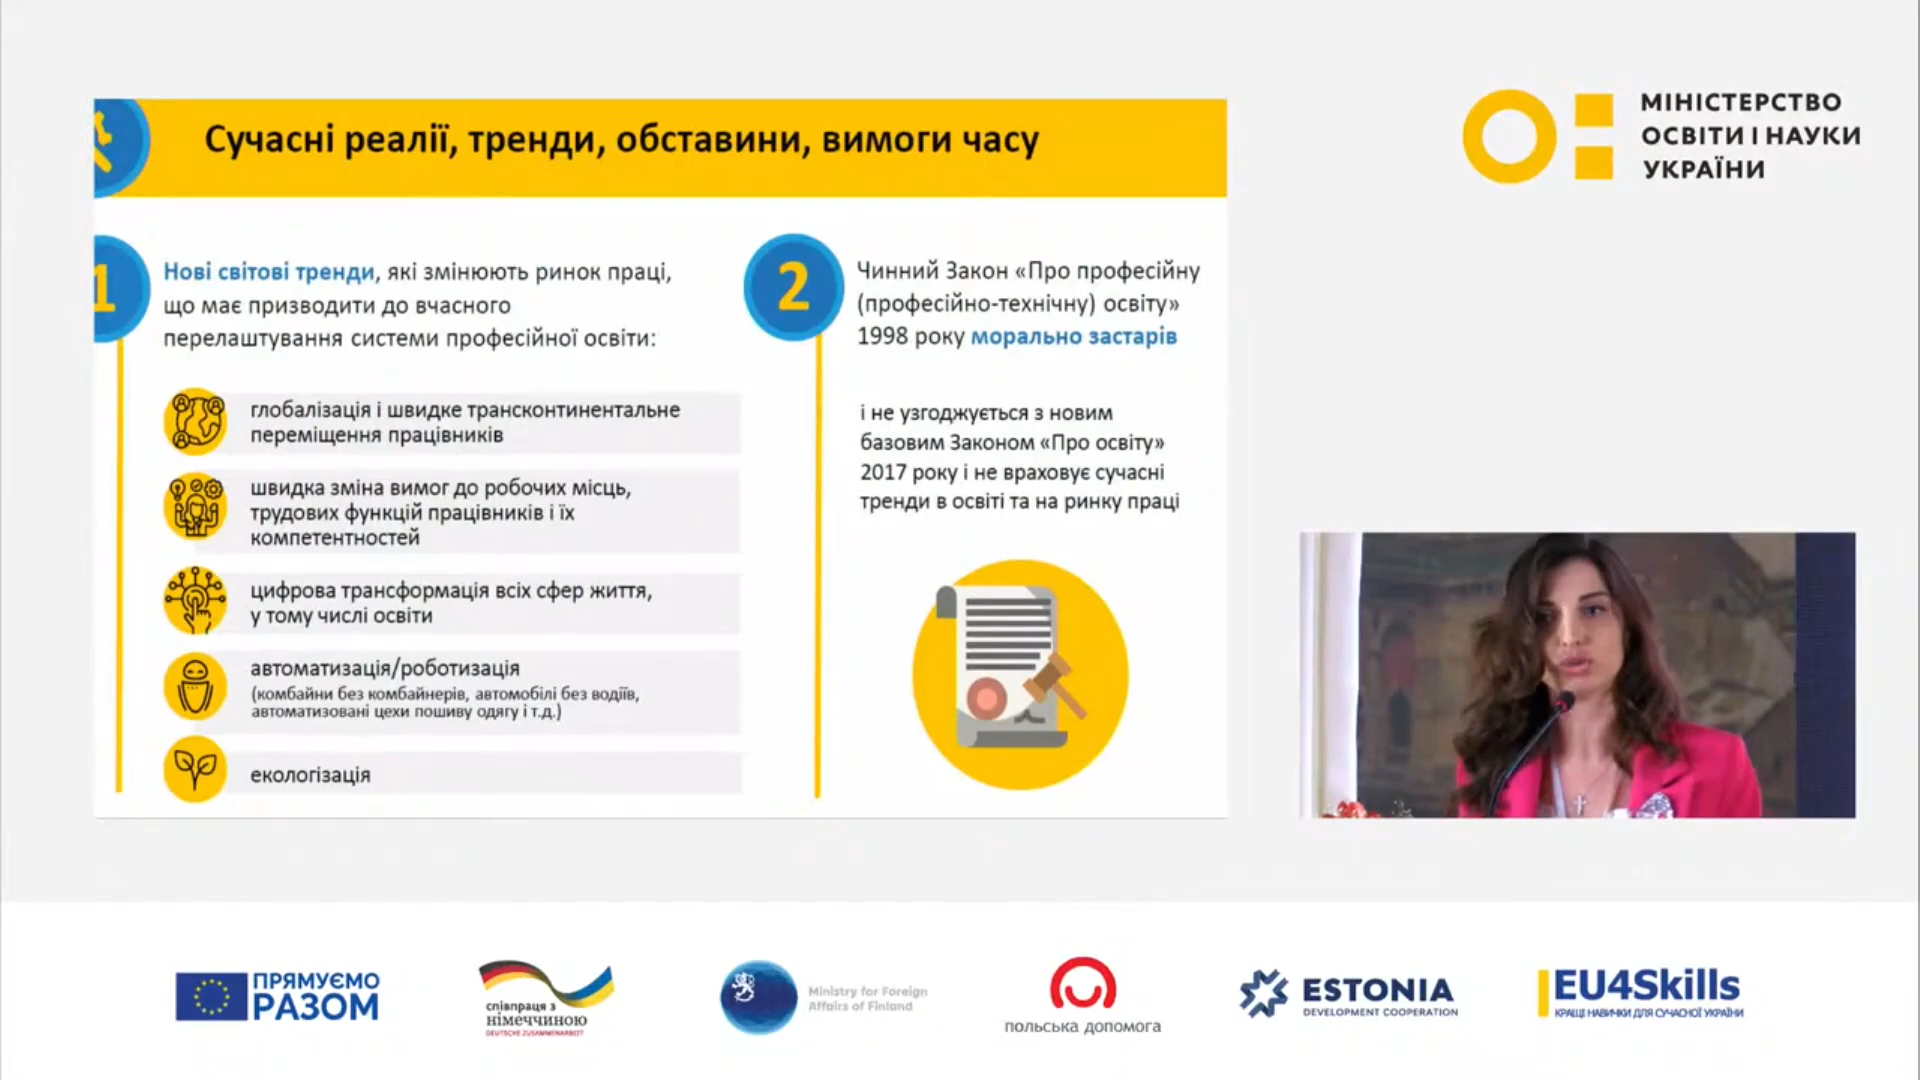 Сучасні реалії, тренди, обставини, вимоги часу
МІНІСТЕРСТВО
ОСВІТИ І НАУКИ
УКРАЇНИ
1
Нові світові тренди, які змінюють ринок праці,
що має призводити до вчасного
перелаштування системи професійної освіти:
глобалізація і швидке трансконтинентальне
переміщення працівників
швидка зміна вимог до робочих місць,
трудових функцій працівників і їх
компетентностей
цифрова трансформація всіх сфер життя,
у тому числі освіти
автоматизація/роботизація
(комбайни без комбайнерів, автомобілі без водіїв,
автоматизовані цехи пошиву одягу і т.д.)
екологізація
2
Чинний Закон «Про професійну
(професійно-технічну) освіту»
1998 року морально застарів
і не узгоджується з новим
базовим Законом «Про освіту»
2017 року і не враховує сучасні
тренди в освіті та на ринку праці
ПРЯМУЄМО
РАЗОМ
співпраця з
німеччиною
DEUTSCHE ZUSAMMENARBEIT
Ministry for Foreign
Affairs of Finland
польська допомога
ESTONIA
DEVELOPMENT COOPERATION
EU4Skills
КРАЩІ НАВИЧКИ ДЛЯ СУЧАСНОЇ УКРАЇНИ